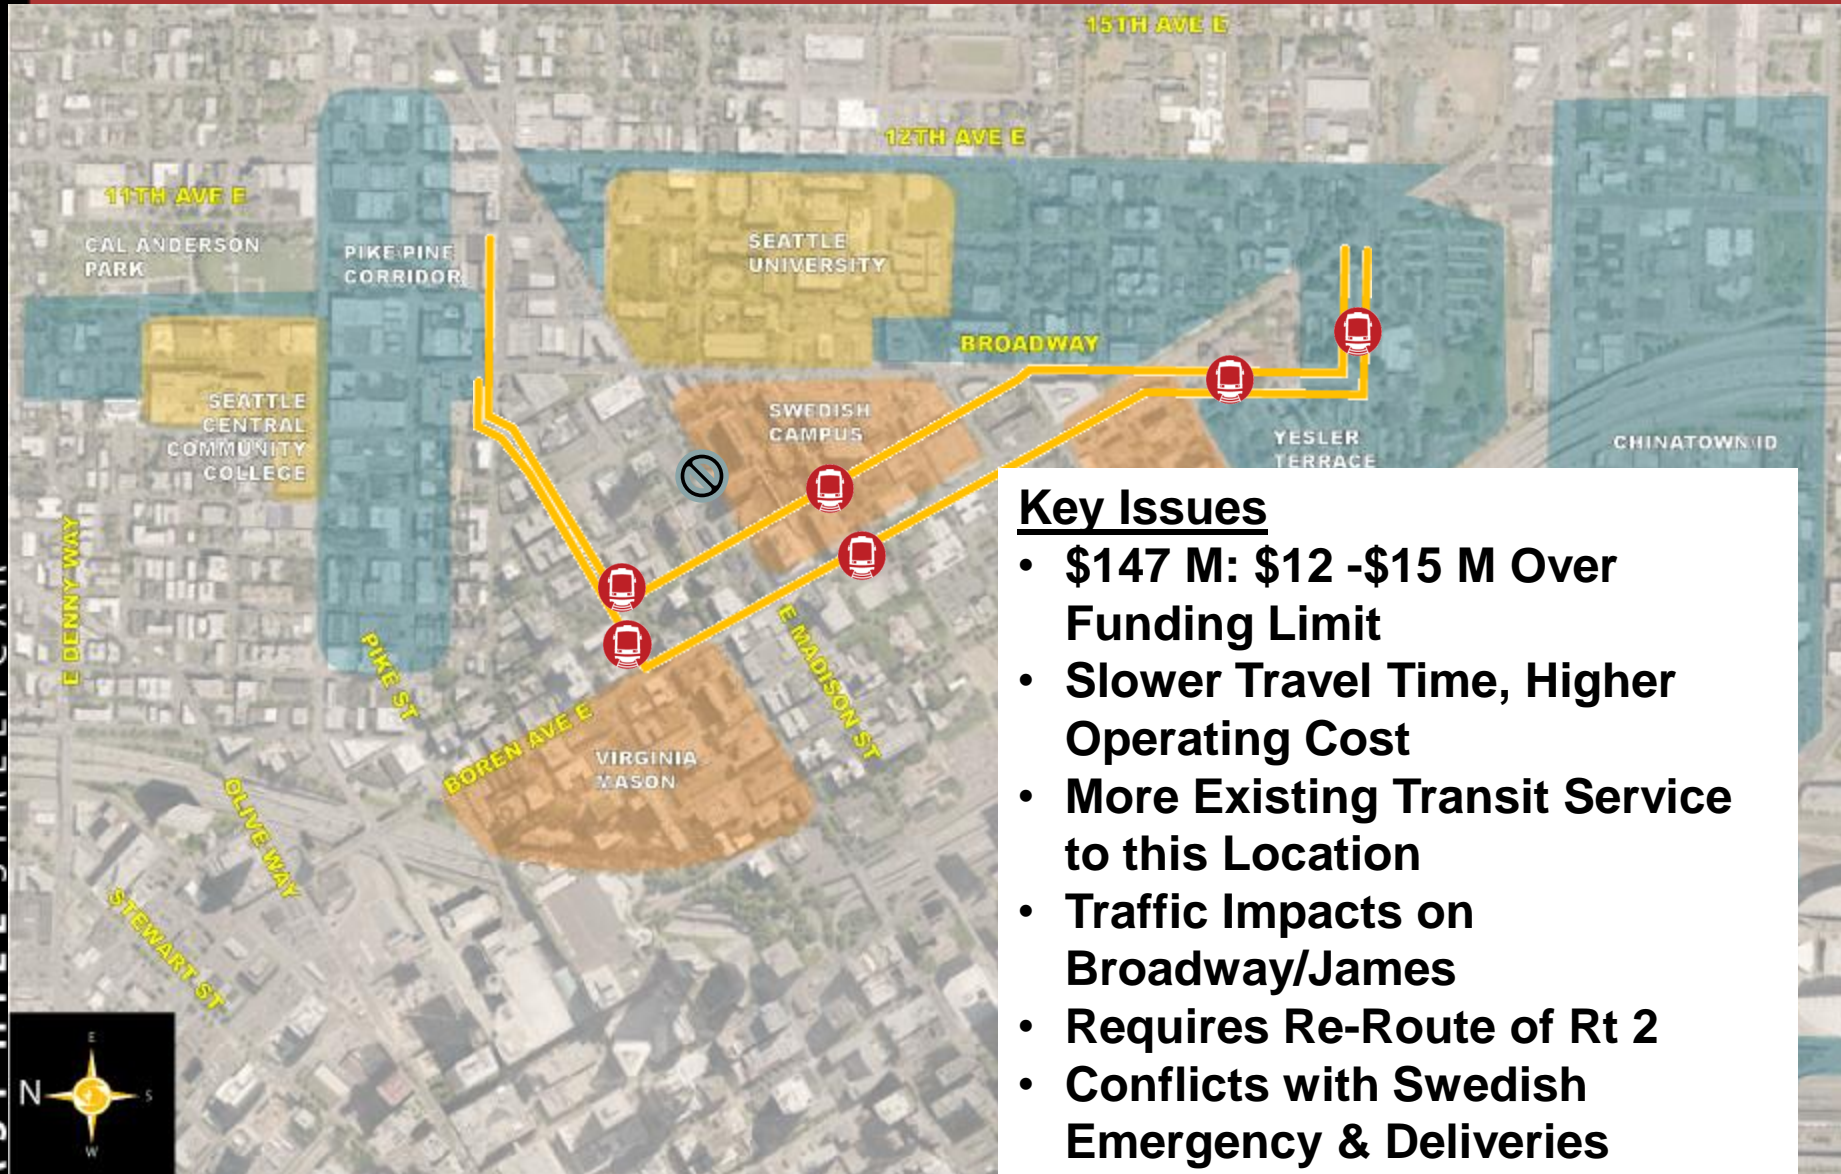 15TH AVE E
12TH AVE E
11TH AVE E
CAL ANDERSON
PARK
PIKE/PINE
CORRIDOR
SEATTLE
UNIVERSITY
BROADWAY
SEATTLE
CENTRAL
COMMUNITY
COLLEGE
SWEDISH
CAMPUS
YESLER
TERRACE
CHINATOWN/ID
E DENNY WAY
PIKE ST
E MADISON ST
BOREN AVE E
VIRGINIA
MASON
OLIVE WAY
STEWART ST
Key Issues
• $147 M: $12 -$15 M Over
Funding Limit
• Slower Travel Time, Higher
Operating Cost
• More Existing Transit Service
to this Location
• Traffic Impacts on
Broadway/James
• Requires Re-Route of Rt 2
• Conflicts with Swedish
Emergency & Deliveries
E
N
S
W